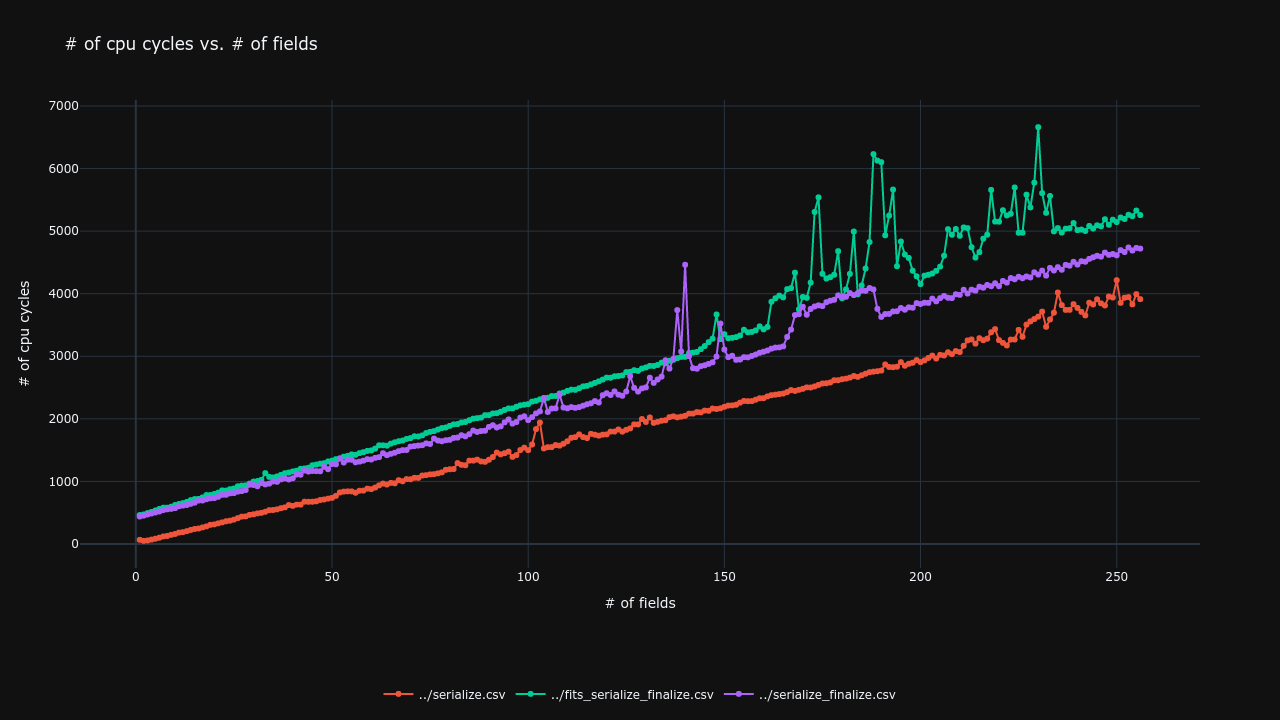 # of cpu cycles vs. # of fields
# of cpu cycles
7000
6000
5000
4000
3000
2000
1000
0
0 50 100 150 200 250
# of fields
../serialize.csv ../fits_serialize_finalize.csv ../serialize_finalize.csv